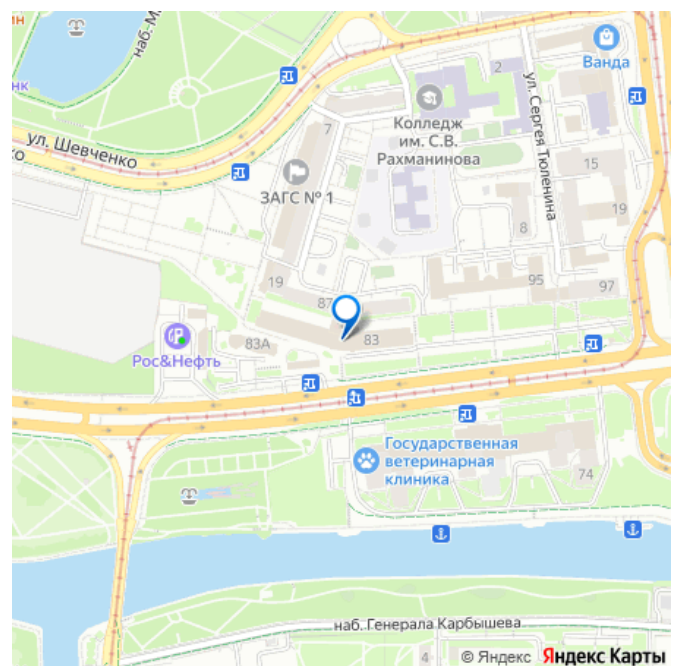 наб. М
ин
нк
ко
ул. Шевченко
Ванда
2
Колледж
им. С.В.
Рахманинова
ул. Сергея Тюленина
7
ЗАГС № 1
15
19
8
19
87
95
97
83А
83
Рос&Нефть
Государственная
ветеринарная
клиника
74
наб. Генерала Карбышева
4
© Яндекс Яндекс Карты